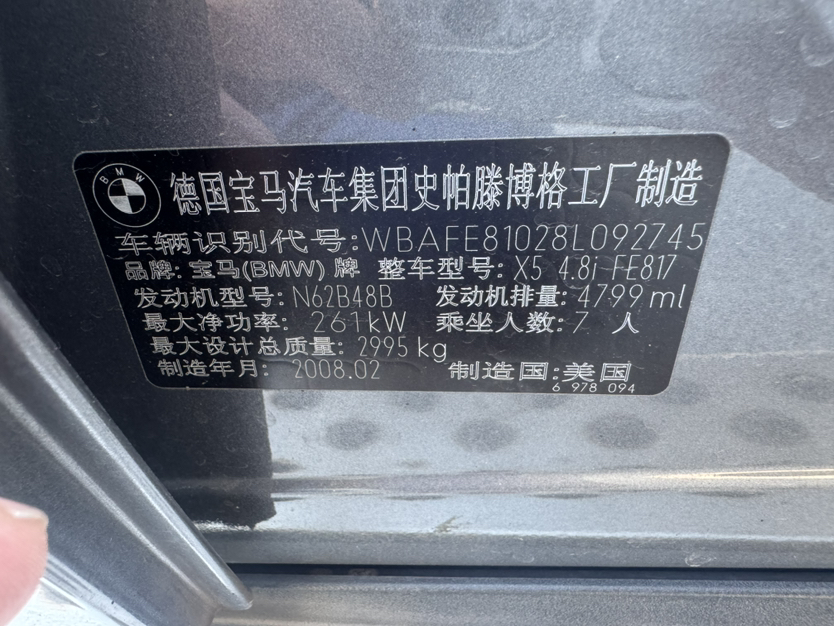 BMW
德国宝马汽车集团史帕滕博格工厂制造
车辆识别代号:WBAFE81028L092745
品牌: 宝马(BMW) 牌 整车型号: X5 4.8i FE817
发动机型号: N62B48B 发动机排量: 4799 ml
最大净功率: 261kW 乘坐人数: 7 人
最大设计总质量: 2995 kg
制造年月: 2008.02 制造国:美国
6 978 094